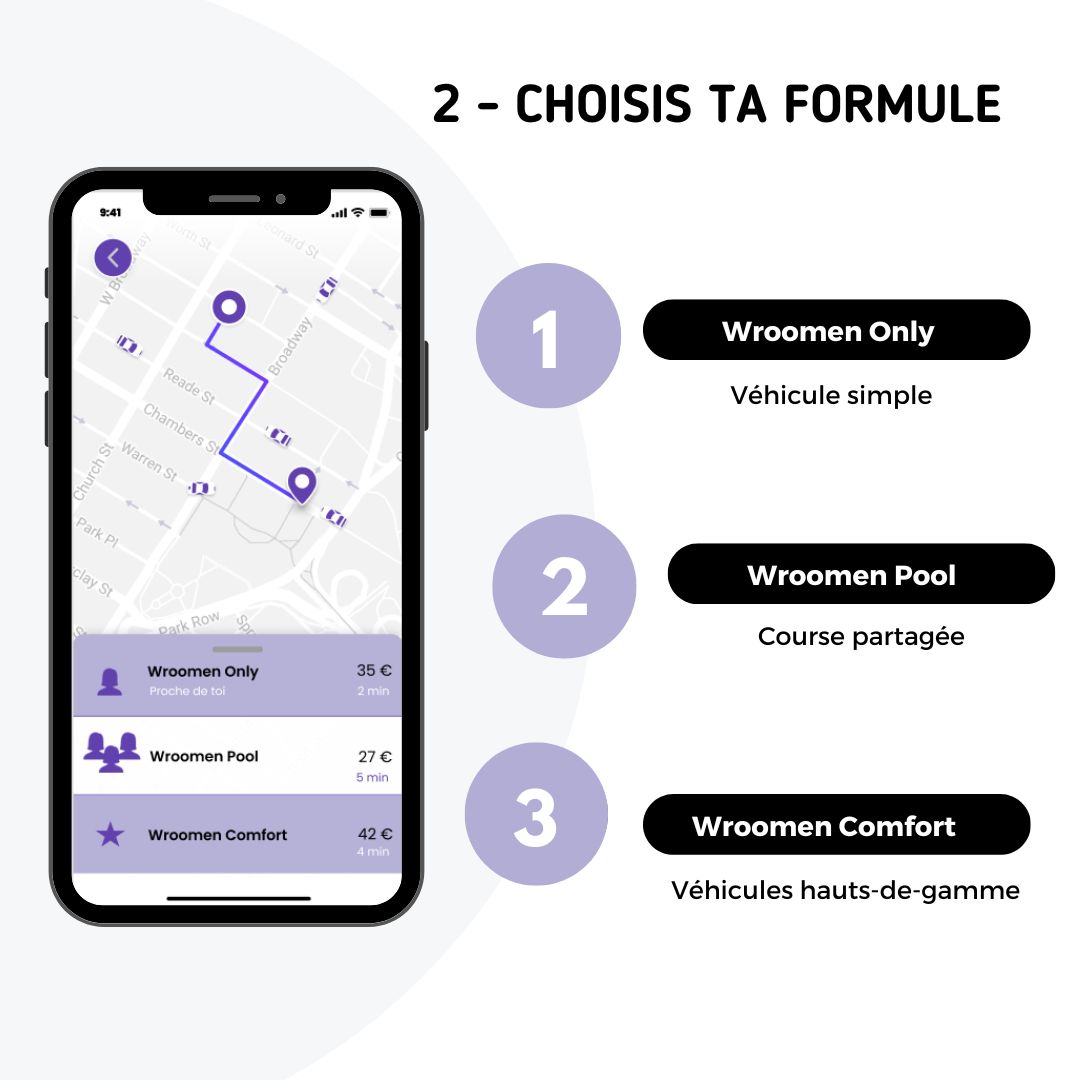 2 - CHOISIS TA FORMULE
9:41
W Broadway
Worth St
Leonard St
Broadway
Reade St
Chambers St
Warren St
Church St
Park Pl
clay St
Park Row
Spr
Wroomen Only
35 €
Proche de toi
2 min
Wroomen Pool
27 €
5 min
Wroomen Comfort
42 €
4 min
1
Wroomen Only
Véhicule simple
2
Wroomen Pool
Course partagée
3
Wroomen Comfort
Véhicules hauts-de-gamme